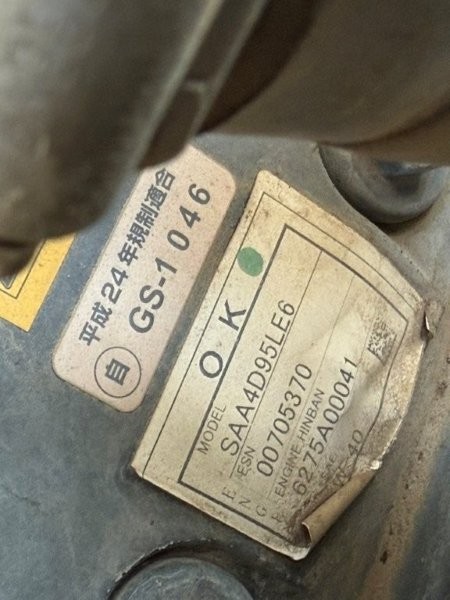 平成24年規制適合
自 GS-1046
OK
MODEL
SAA4D95LE6
ESN
00705370
ENGINE HINBAN
6275A00041